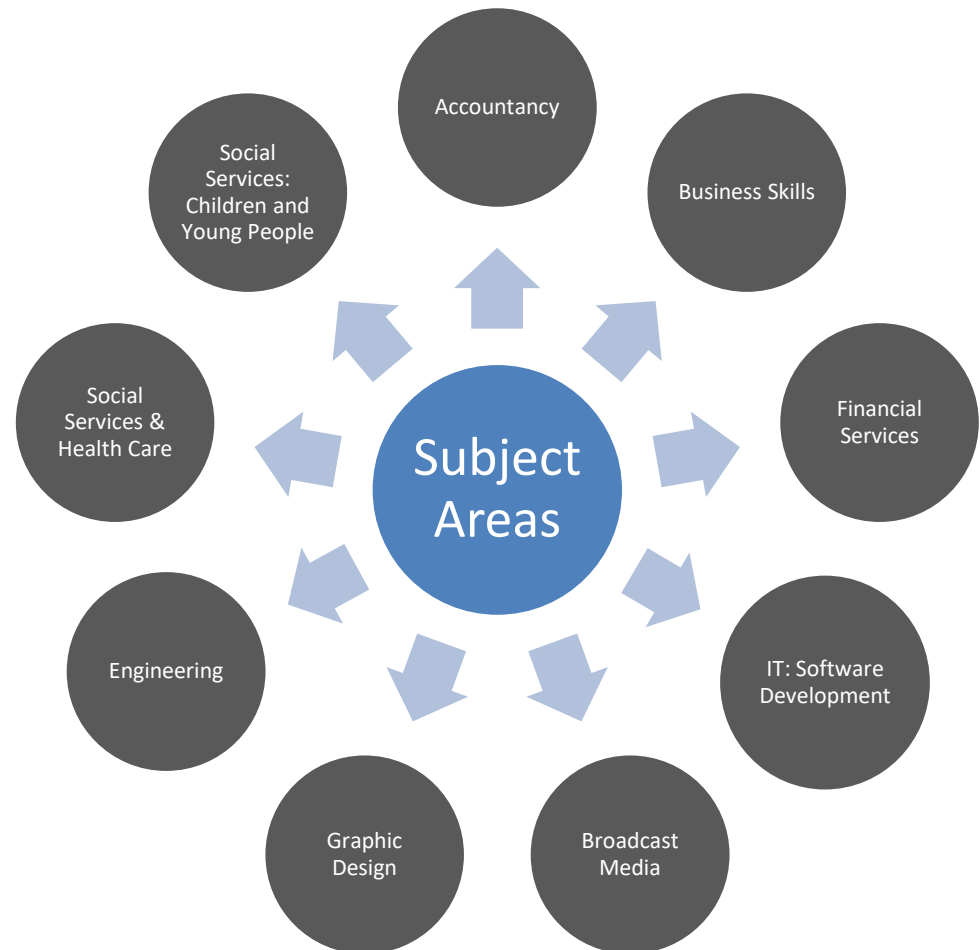 Subject
Areas
Accountancy
Business Skills
Financial
Services
IT: Software
Development
Broadcast
Media
Graphic
Design
Engineering
Social
Services &
Health Care
Social
Services:
Children and
Young People